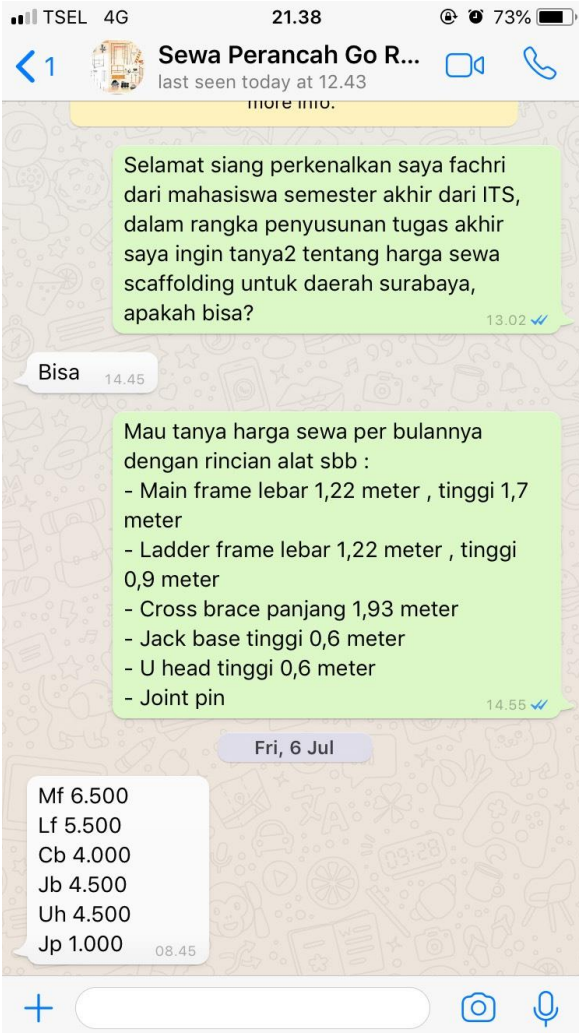 TSEL 4G 21.38 73%
1 Sewa Perancah Go R...
last seen today at 12.43
more info.
Selamat siang perkenalkan saya fachri
dari mahasiswa semester akhir dari ITS,
dalam rangka penyusunan tugas akhir
saya ingin tanya2 tentang harga sewa
scaffolding untuk daerah surabaya,
apakah bisa?
13.02
Bisa 14.45
Mau tanya harga sewa per bulannya
dengan rincian alat sbb :
- Main frame lebar 1,22 meter , tinggi 1,7
meter
- Ladder frame lebar 1,22 meter , tinggi
0,9 meter
- Cross brace panjang 1,93 meter
- Jack base tinggi 0,6 meter
- U head tinggi 0,6 meter
- Joint pin
14.55
Fri, 6 Jul
Mf 6.500
Lf 5.500
Cb 4.000
Jb 4.500
Uh 4.500
Jp 1.000
08.45